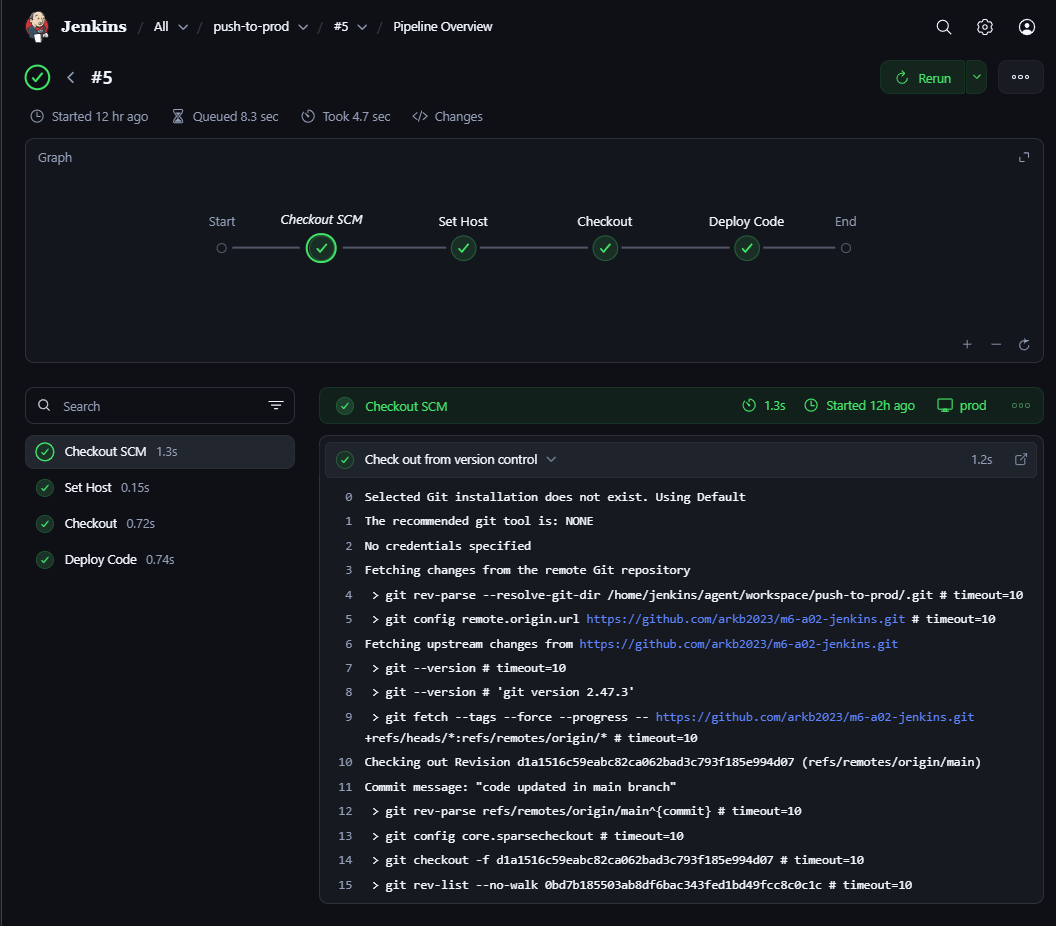 Jenkins / All / push-to-prod / #5 / Pipeline Overview
#5
Rerun
Started 12 hr ago Queued 8.3 sec Took 4.7 sec Changes
Graph
Start Checkout SCM Set Host Checkout Deploy Code End
Search
Checkout SCM 1.3s
Set Host 0.15s
Checkout 0.72s
Deploy Code 0.74s
Checkout SCM 1.3s Started 12h ago prod
Check out from version control 1.2s
0 Selected Git installation does not exist. Using Default
1 The recommended git tool is: NONE
2 No credentials specified
3 Fetching changes from the remote Git repository
4 > git rev-parse --resolve-git-dir /home/jenkins/agent/workspace/push-to-prod/.git # timeout=10
5 > git config remote.origin.url https://github.com/arkb2023/m6-a02-jenkins.git # timeout=10
6 Fetching upstream changes from https://github.com/arkb2023/m6-a02-jenkins.git
7 > git --version # timeout=10
8 > git --version # 'git version 2.47.3'
9 > git fetch --tags --force --progress -- https://github.com/arkb2023/m6-a02-jenkins.git
+refs/heads/*:refs/remotes/origin/* # timeout=10
10 Checking out Revision d1a1516c59eabc82ca062bad3c793f185e994d07 (refs/remotes/origin/main)
11 Commit message: "code updated in main branch"
12 > git rev-parse refs/remotes/origin/main^{commit} # timeout=10
13 > git config core.sparsecheckout # timeout=10
14 > git checkout -f d1a1516c59eabc82ca062bad3c793f185e994d07 # timeout=10
15 > git rev-list --no-walk 0bd7b185503ab8df6bac343fed1bd49fcc8c0c1c # timeout=10